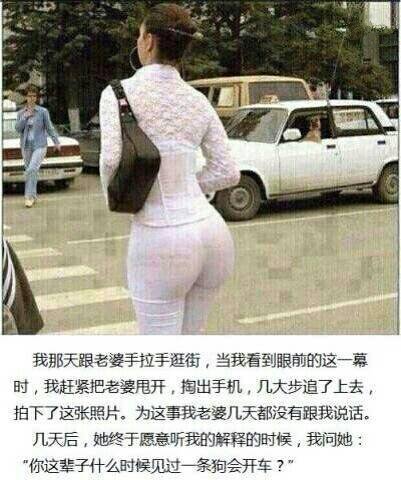 我那天跟老婆手拉手逛街，当我看到眼前的这一幕
时，我赶紧把老婆甩开，掏出手机，几大步追了上去，
拍下了这张照片。为这事我老婆几天都没有跟我说话。
几天后，她终于愿意听我的解释的时候，我问她：
“你这辈子什么时候见过一条狗会开车？”